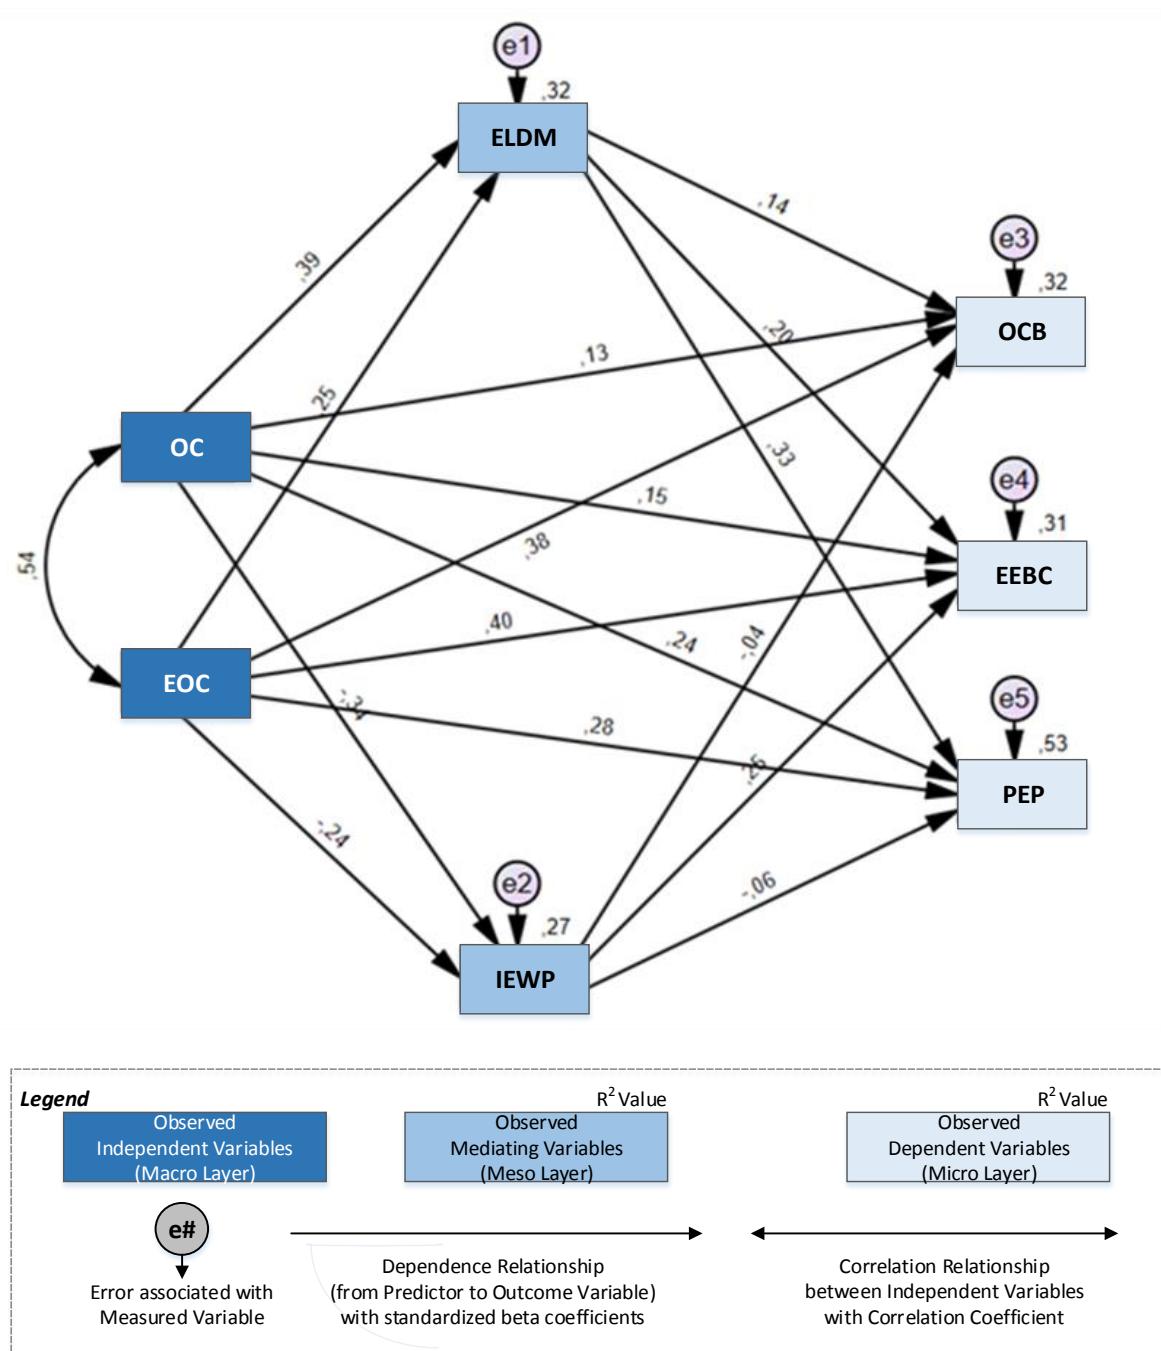 e1
,32
ELDM
,14
e3
,32
OCB
,39
,20
,13
,25
OC
,33
e4
,31
EEBC
,15
,38
,54
,40
-,04
,24
EOC
e5
,53
PEP
-,34
,28
,26
-,24
e2
,27
-,06
IEWP
Legend
R² Value
R² Value
Observed
Independent Variables
(Macro Layer)
Observed
Mediating Variables
(Meso Layer)
Observed
Dependent Variables
(Micro Layer)
e#
Error associated with
Measured Variable
Dependence Relationship
(from Predictor to Outcome Variable)
with standardized beta coefficients
Correlation Relationship
between Independent Variables
with Correlation Coefficient